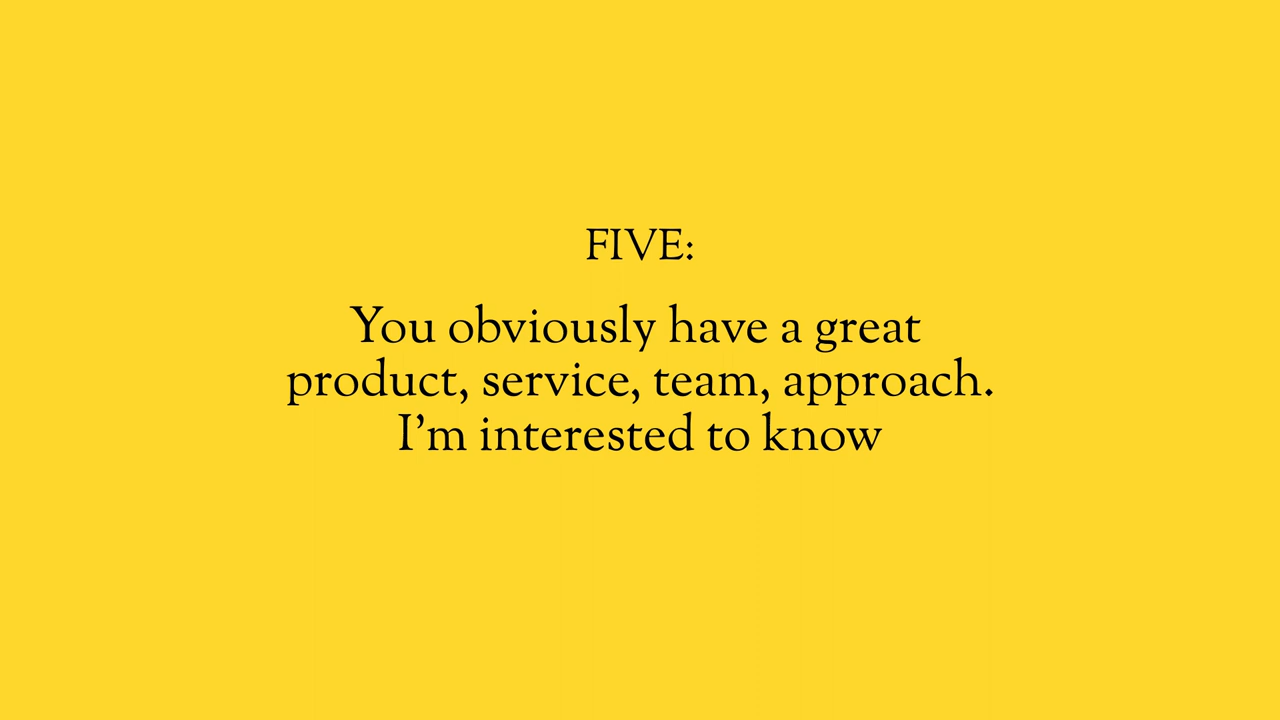 FIVE:
You obviously have a great
product, service, team, approach.
I’m interested to know